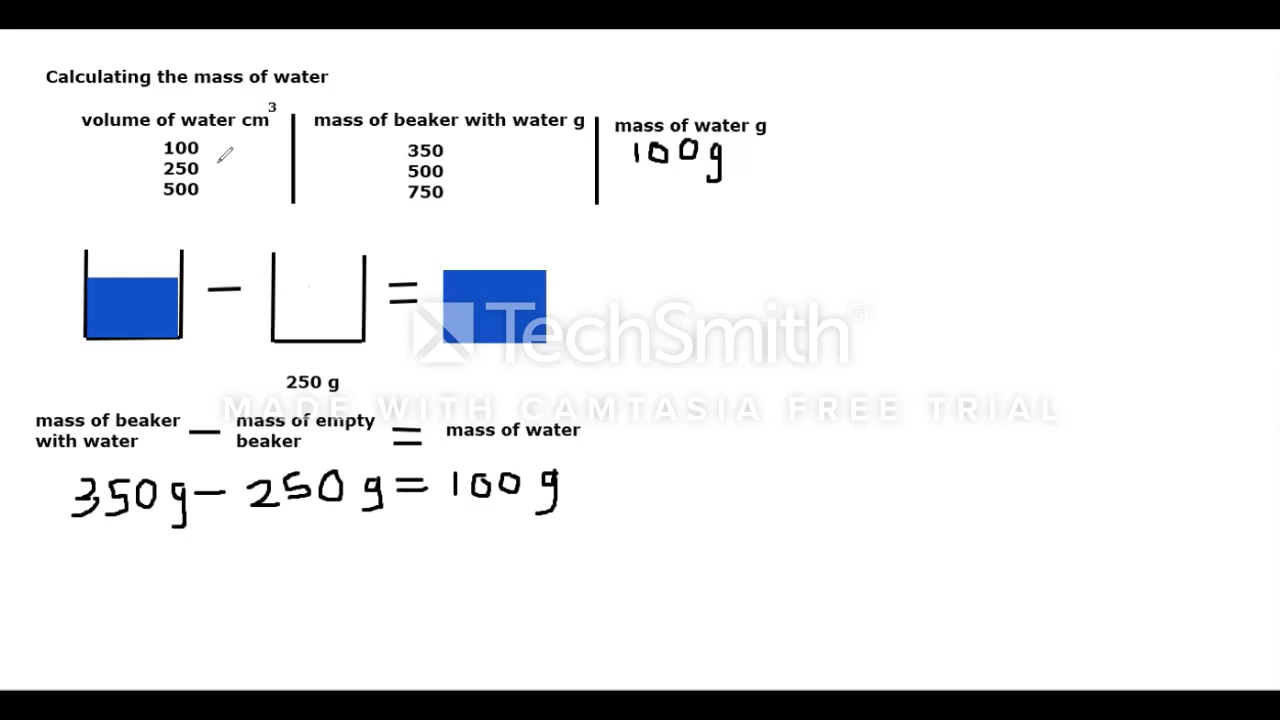 Calculating the mass of water
volume of water cm³ mass of beaker with water g mass of water g
100 350 100g
250 500
500 750
− =
TechSmith®
250 g
MADE WITH CAMTASIA FREE TRIAL
mass of beaker with water − mass of empty beaker = mass of water
350g − 250g = 100g